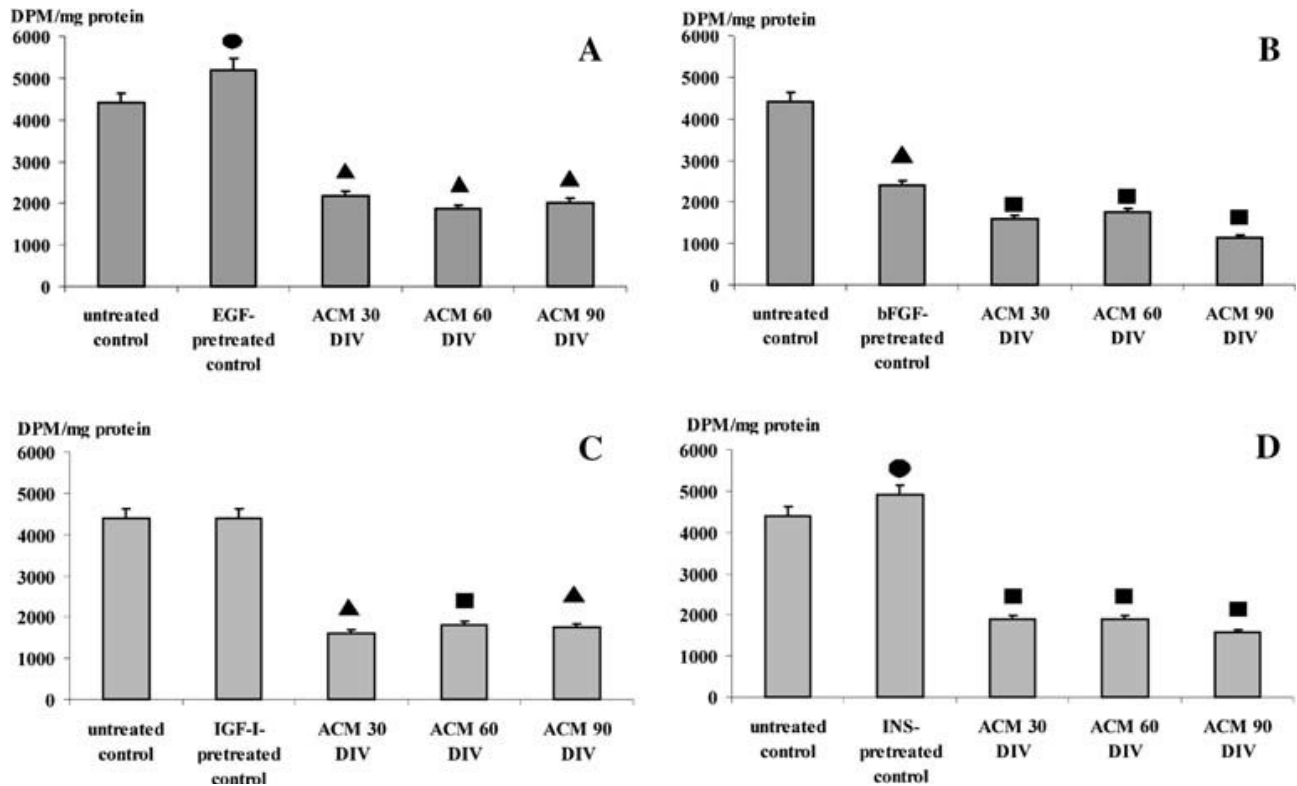 DPM/mg protein
A
6000
5000
4000
3000
2000
1000
0
untreated control
EGF-pretreated control
ACM 30 DIV
ACM 60 DIV
ACM 90 DIV
DPM/mg protein
B
6000
5000
4000
3000
2000
1000
0
untreated control
bFGF-pretreated control
ACM 30 DIV
ACM 60 DIV
ACM 90 DIV
DPM/mg protein
C
6000
5000
4000
3000
2000
1000
0
untreated control
IGF-I-pretreated control
ACM 30 DIV
ACM 60 DIV
ACM 90 DIV
DPM/mg protein
D
6000
5000
4000
3000
2000
1000
0
untreated control
INS-pretreated control
ACM 30 DIV
ACM 60 DIV
ACM 90 DIV